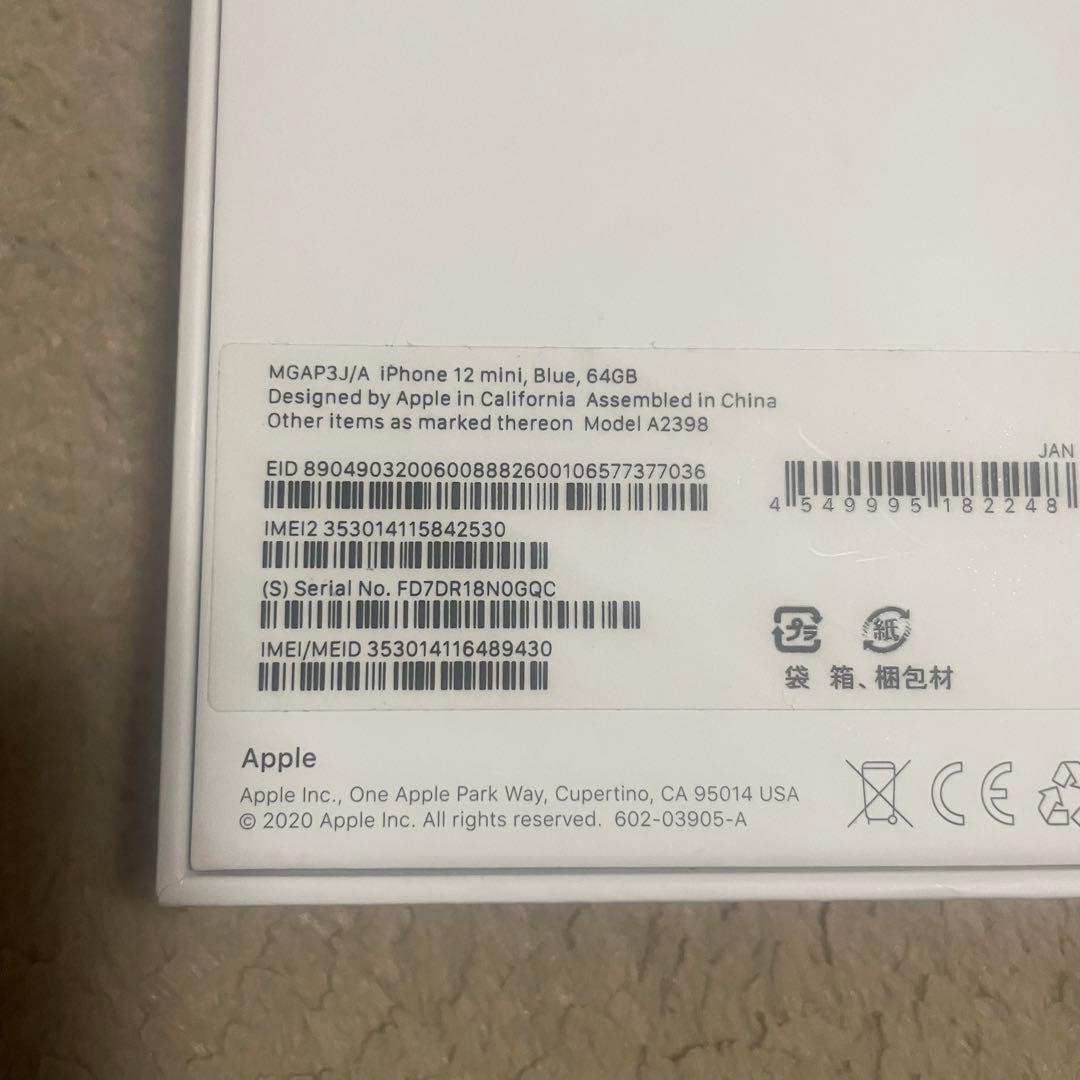 MGAP3J/A iPhone 12 mini, Blue, 64GB
Designed by Apple in California Assembled in China
Other items as marked thereon Model A2398
EID 89049032006008882600106577377036
IMEI2 353014115842530
(S) Serial No. FD7DR18N0GQC
IMEI/MEID 353014116489430
JAN
4 549995 182248
プラ
紙
袋 箱、梱包材
Apple
Apple Inc., One Apple Park Way, Cupertino, CA 95014 USA
© 2020 Apple Inc. All rights reserved. 602-03905-A
CE